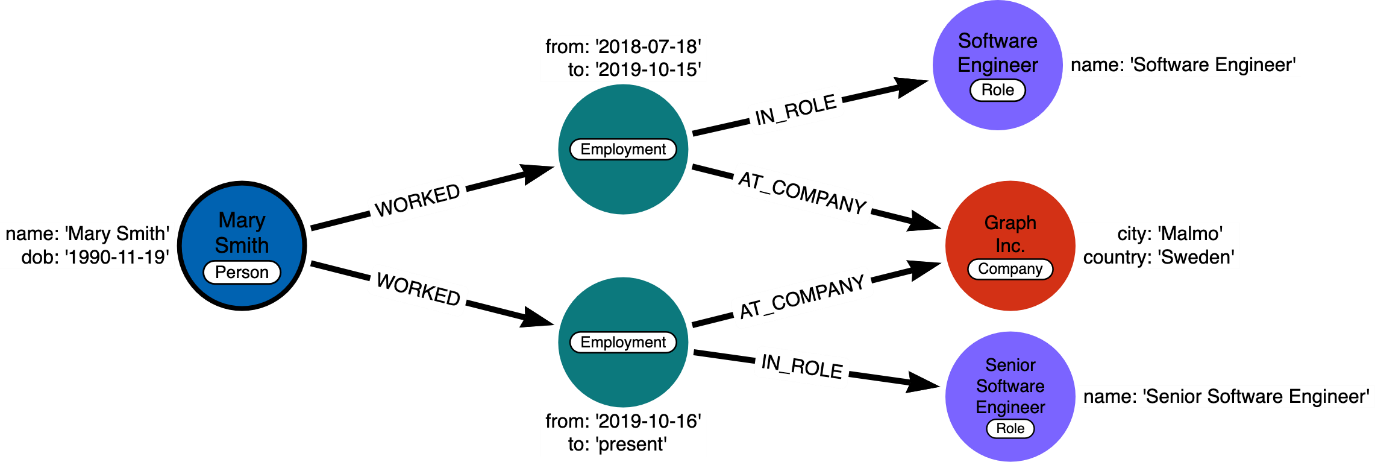 from: '2018-07-18'
to: '2019-10-15'
Software
Engineer
Role
name: 'Software Engineer'
IN_ROLE
Employment
WORKED
AT_COMPANY
name: 'Mary Smith'
dob: '1990-11-19'
Mary
Smith
Person
Graph
Inc.
Company
city: 'Malmo'
country: 'Sweden'
WORKED
AT_COMPANY
Employment
IN_ROLE
Senior
Software
Engineer
Role
name: 'Senior Software Engineer'
from: '2019-10-16'
to: 'present'